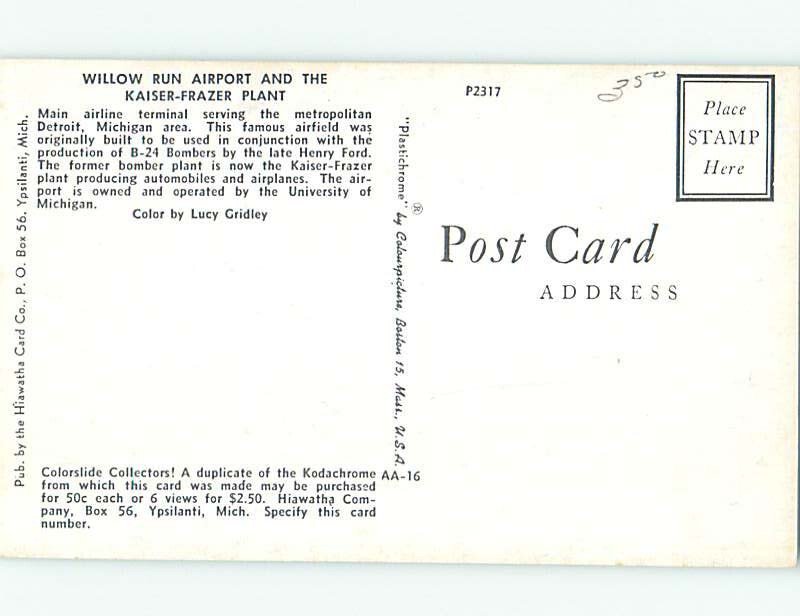 WILLOW RUN AIRPORT AND THE
KAISER-FRAZER PLANT
Main airline terminal serving the metropolitan
Detroit, Michigan area. This famous airfield was
originally built to be used in conjunction with the
production of B-24 Bombers by the late Henry Ford.
The former bomber plant is now the Kaiser-Frazer
plant producing automobiles and airplanes. The air-
port is owned and operated by the University of
Michigan.
Color by Lucy Gridley
Pub. by the Hiawatha Card Co., P. O. Box 56. Ypsilanti, Mich.
Colorslide Collectors! A duplicate of the Kodachrome
from which this card was made may be purchased
for 50c each or 6 views for $2.50. Hiawatha Com-
pany, Box 56, Ypsilanti, Mich. Specify this card
number.
AA-16
"Plastichrome" ® by Colourpicture, Boston 15, Mass., U.S.A.
P2317
3 50
Place
STAMP
Here
Post Card
ADDRESS